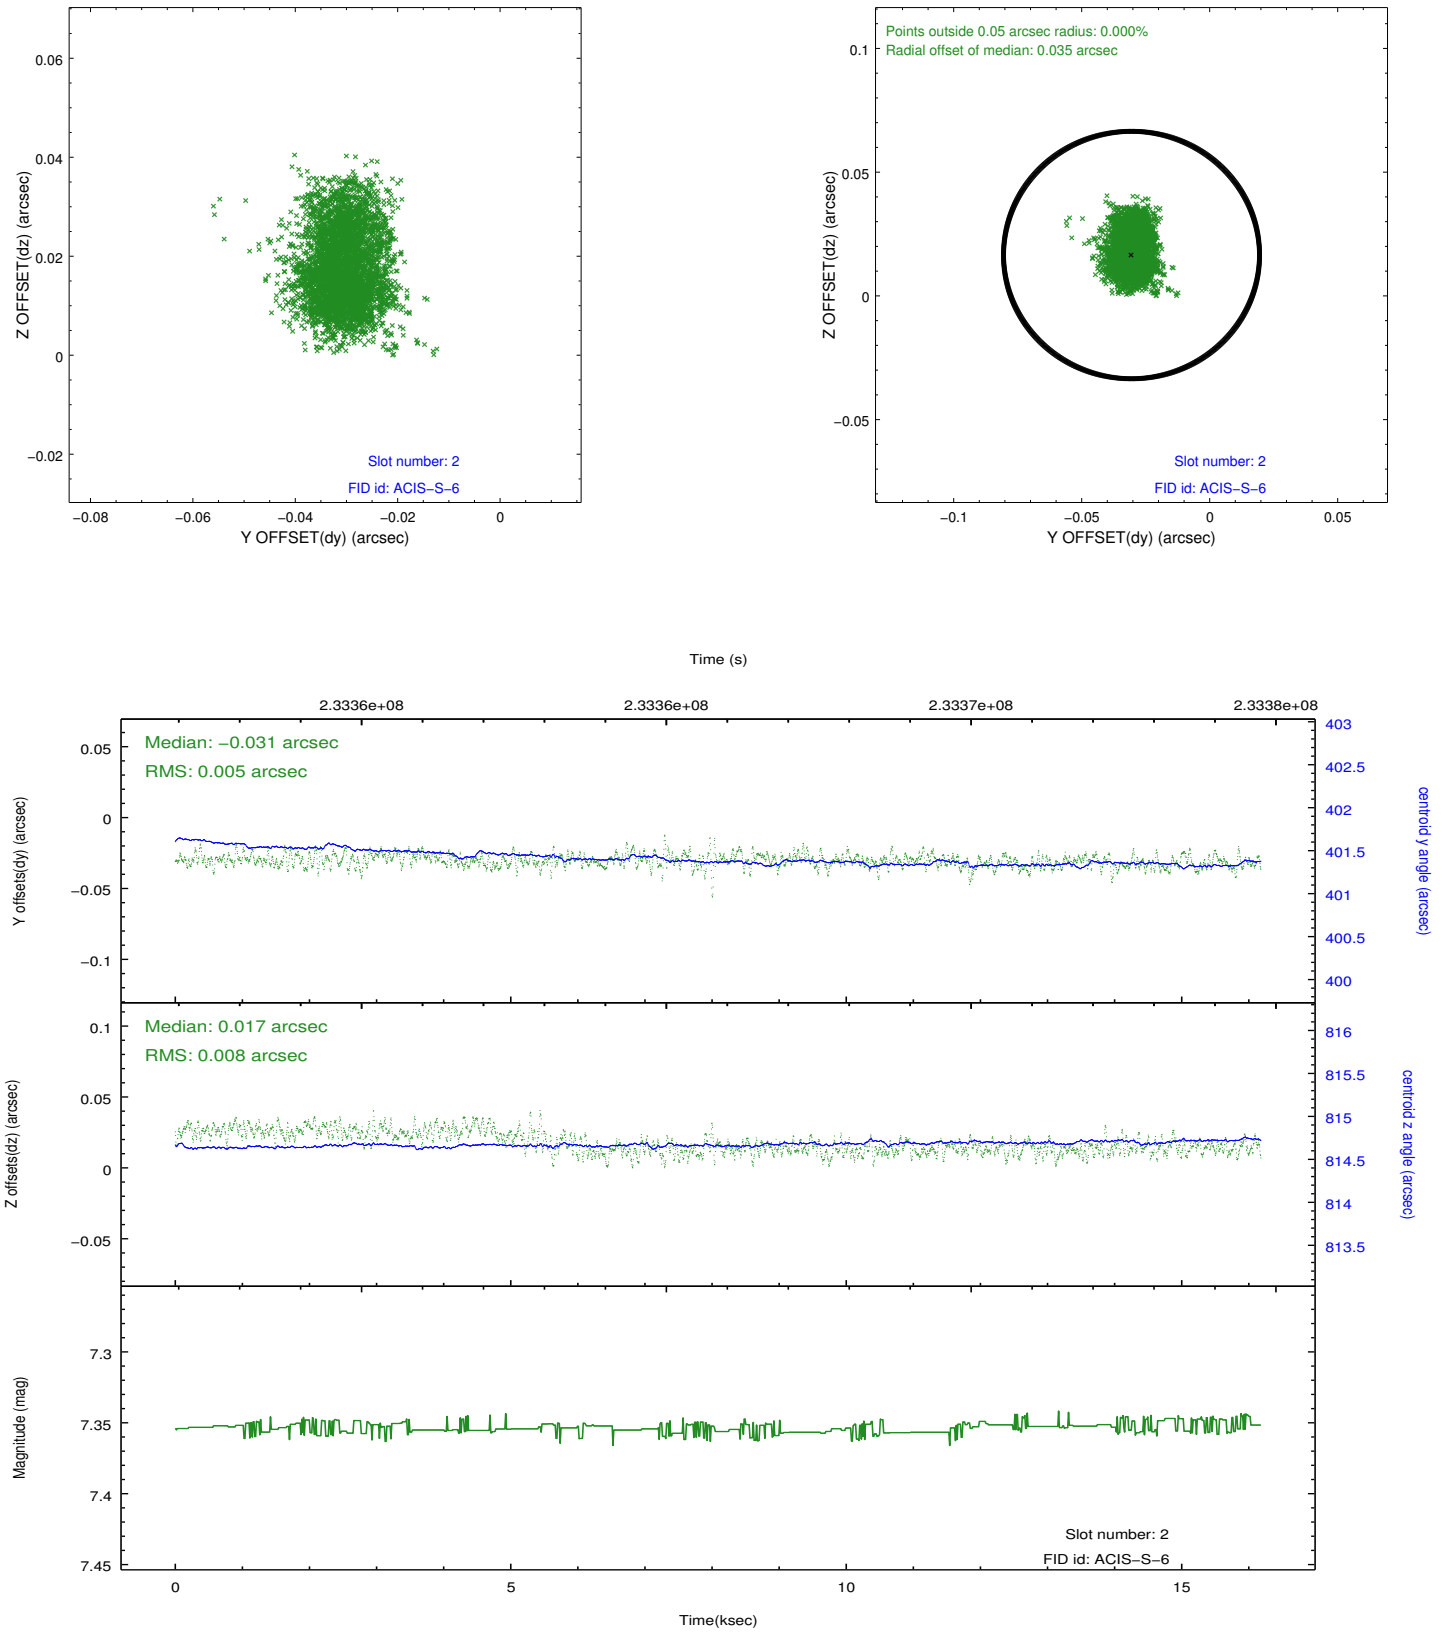 0.06
0.04
0.02
0
−0.02
Z OFFSET(dz) (arcsec)
Slot number: 2
FID id: ACIS−S−6
−0.08
−0.06
−0.04
−0.02
0
Y OFFSET(dy) (arcsec)
Points outside 0.05 arcsec radius: 0.000%
Radial offset of median: 0.035 arcsec
0.1
0.05
0
−0.05
Z OFFSET(dz) (arcsec)
Slot number: 2
FID id: ACIS−S−6
−0.1
−0.05
0
0.05
Y OFFSET(dy) (arcsec)
Time (s)
2.3336e+08
2.3336e+08
2.3337e+08
2.3338e+08
Median: −0.031 arcsec
RMS: 0.005 arcsec
0.05
0
−0.05
−0.1
Y offsets(dy) (arcsec)
403
402.5
402
401.5
401
400.5
400
centroid y angle (arcsec)
Median: 0.017 arcsec
RMS: 0.008 arcsec
0.1
0.05
0
−0.05
Z offsets(dz) (arcsec)
816
815.5
815
814.5
814
813.5
centroid z angle (arcsec)
7.3
7.35
7.4
7.45
Magnitude (mag)
Slot number: 2
FID id: ACIS−S−6
0
5
10
15
Time(ksec)